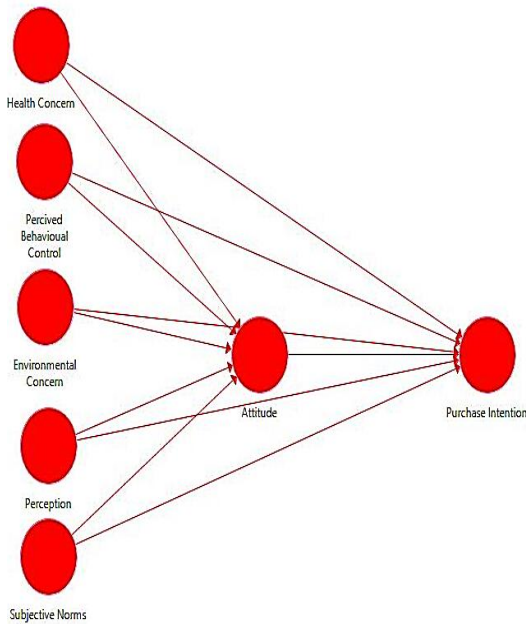 Health Concern
Percived
Behavioual
Control
Environmental
Concern
Attitude
Purchase Intention
Perception
Subjective Norms